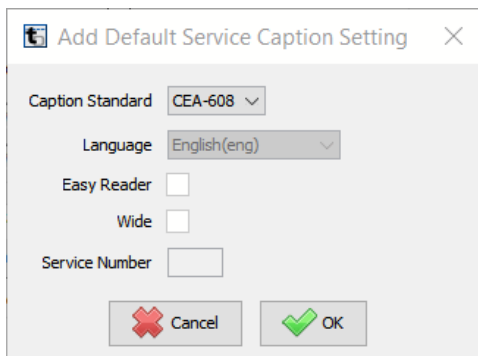 Add Default Service Caption Setting
Caption Standard CEA-608
Language English(eng)
Easy Reader
Wide
Service Number
Cancel OK